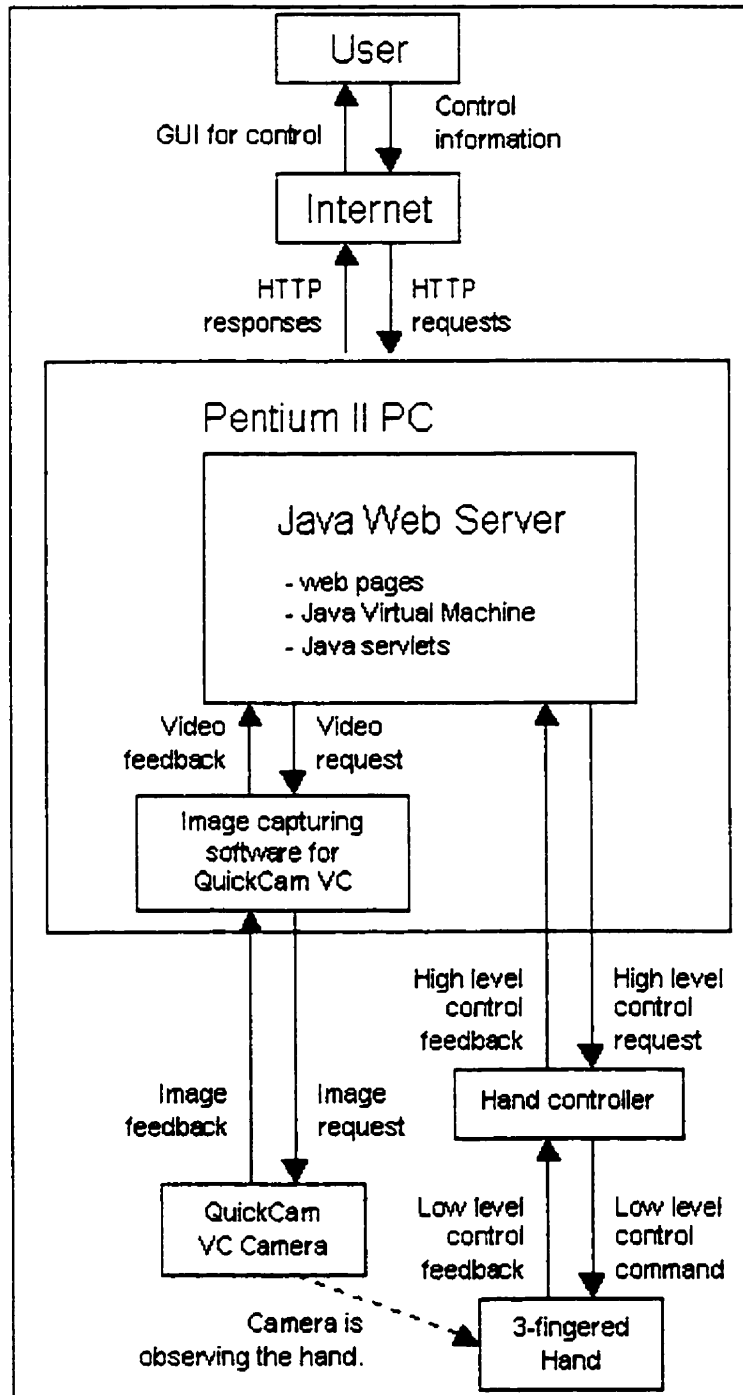 User
GUI for control
Control
information
Internet
HTTP
responses
HTTP
requests
Pentium II PC
Java Web Server
- web pages
- Java Virtual Machine
- Java servlets
Video
feedback
Video
request
Image capturing
software for
QuickCam VC
High level
control
feedback
High level
control
request
Image
feedback
Image
request
Hand controller
QuickCam
VC Camera
Low level
control
feedback
Low level
control
command
Camera is
observing the hand.
3-fingered
Hand